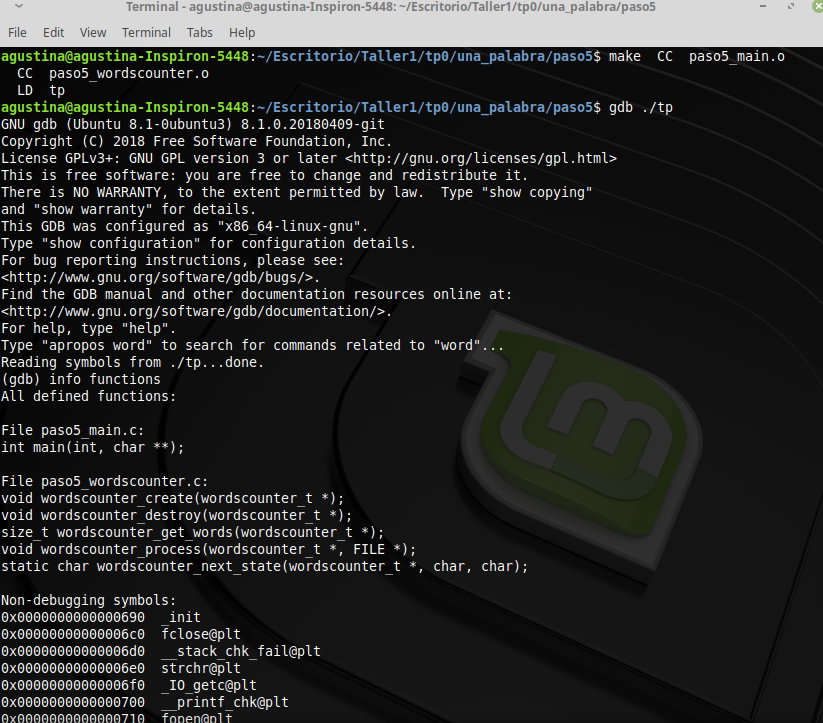 Terminal - agustina@agustina-Inspiron-5448: ~/Escritorio/Taller1/tp0/una_palabra/paso5
File Edit View Terminal Tabs Help
agustina@agustina-Inspiron-5448:~/Escritorio/Taller1/tp0/una_palabra/paso5$ make  CC  paso5_main.o
  CC  paso5_wordscounter.o
  LD  tp
agustina@agustina-Inspiron-5448:~/Escritorio/Taller1/tp0/una_palabra/paso5$ gdb ./tp
GNU gdb (Ubuntu 8.1-0ubuntu3) 8.1.0.20180409-git
Copyright (C) 2018 Free Software Foundation, Inc.
License GPLv3+: GNU GPL version 3 or later <http://gnu.org/licenses/gpl.html>
This is free software: you are free to change and redistribute it.
There is NO WARRANTY, to the extent permitted by law.  Type "show copying"
and "show warranty" for details.
This GDB was configured as "x86_64-linux-gnu".
Type "show configuration" for configuration details.
For bug reporting instructions, please see:
<http://www.gnu.org/software/gdb/bugs/>.
Find the GDB manual and other documentation resources online at:
<http://www.gnu.org/software/gdb/documentation/>.
For help, type "help".
Type "apropos word" to search for commands related to "word"...
Reading symbols from ./tp...done.
(gdb) info functions
All defined functions:

File paso5_main.c:
int main(int, char **);

File paso5_wordscounter.c:
void wordscounter_create(wordscounter_t *);
void wordscounter_destroy(wordscounter_t *);
size_t wordscounter_get_words(wordscounter_t *);
void wordscounter_process(wordscounter_t *, FILE *);
static char wordscounter_next_state(wordscounter_t *, char, char);

Non-debugging symbols:
0x0000000000000690  _init
0x00000000000006c0  fclose@plt
0x00000000000006d0  __stack_chk_fail@plt
0x00000000000006e0  strchr@plt
0x00000000000006f0  _IO_getc@plt
0x0000000000000700  __printf_chk@plt
0x0000000000000710  fopen@plt